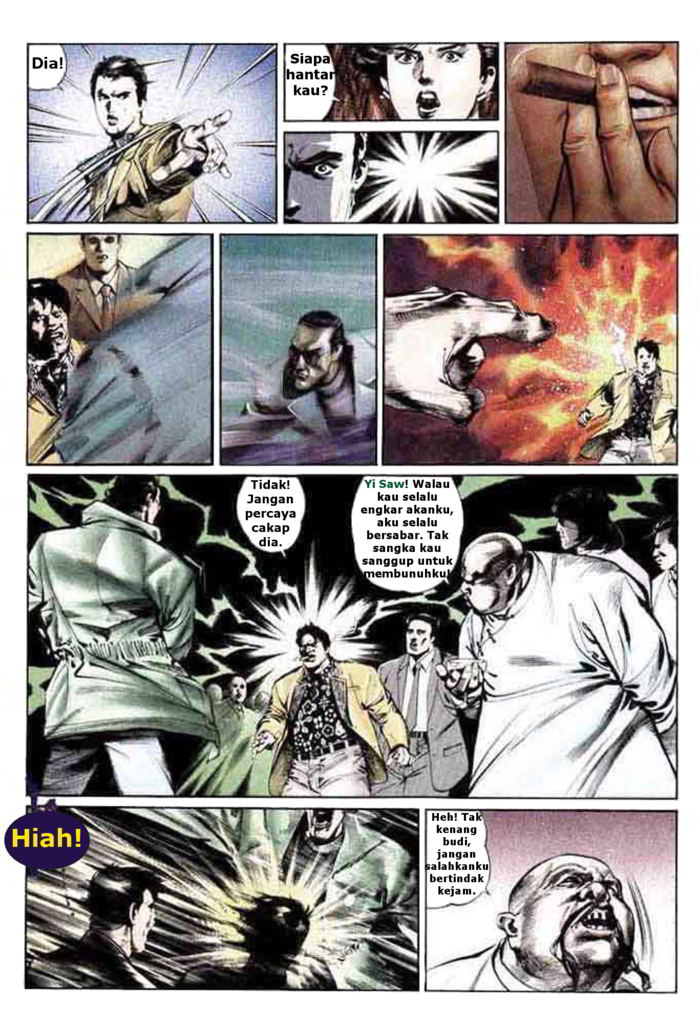 Dia!
Siapa
hantar
kau?
Tidak!
Jangan
percaya
cakap
dia.
Yi Saw! Walau
kau selalu
engkar akanku,
aku selalu
bersabar. Tak
sangka kau
sanggup untuk
membunuhku!
Hiah!
Heh! Tak
kenang
budi,
jangan
salahkanku
bertindak
kejam.